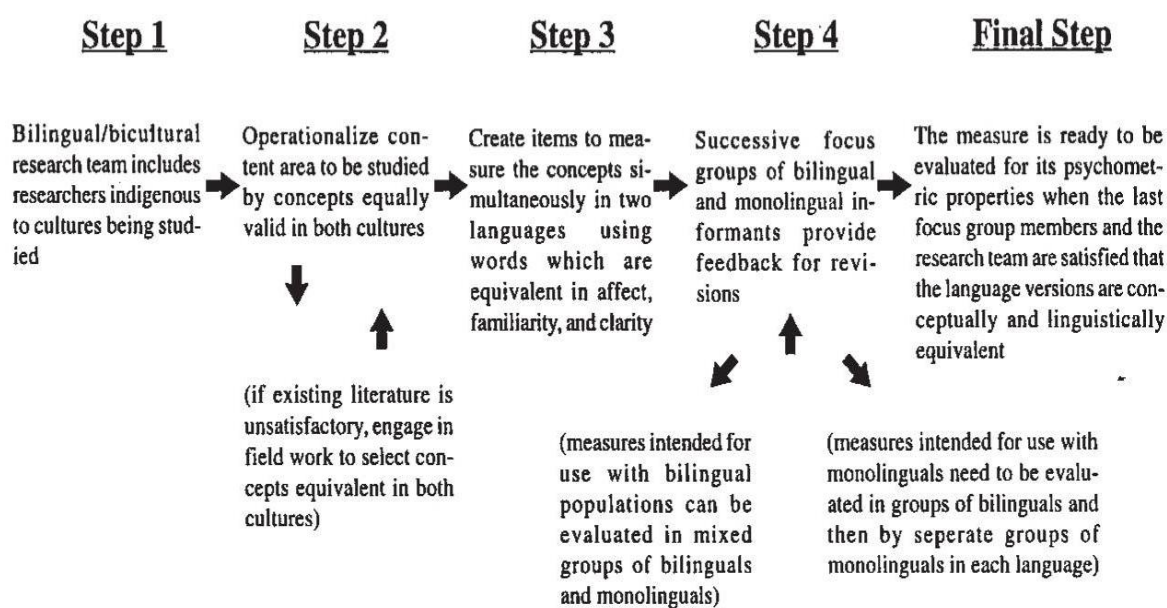 Step 1
Bilingual/bicultural
research team includes
researchers indigenous
to cultures being stud-
ied
Step 2
Operationalize con-
tent area to be studied
by concepts equally
valid in both cultures
(if existing literature is
unsatisfactory, engage in
field work to select con-
cepts equivalent in both
cultures)
Step 3
Create items to mea-
sure the concepts si-
multaneously in two
languages using
words which are
equivalent in affect,
familiarity, and clarity
Step 4
Successive focus
groups of bilingual
and monolingual in-
formants provide
feedback for revi-
sions
(measures intended for
use with bilingual
populations can be
evaluated in mixed
groups of bilinguals
and monolinguals)
(measures intended for use with
monolinguals need to be evalu-
ated in groups of bilinguals and
then by seperate groups of
monolinguals in each language)
Final Step
The measure is ready to be
evaluated for its psychomet-
ric properties when the last
focus group members and the
research team are satisfied that
the language versions are con-
ceptually and linguistically
equivalent